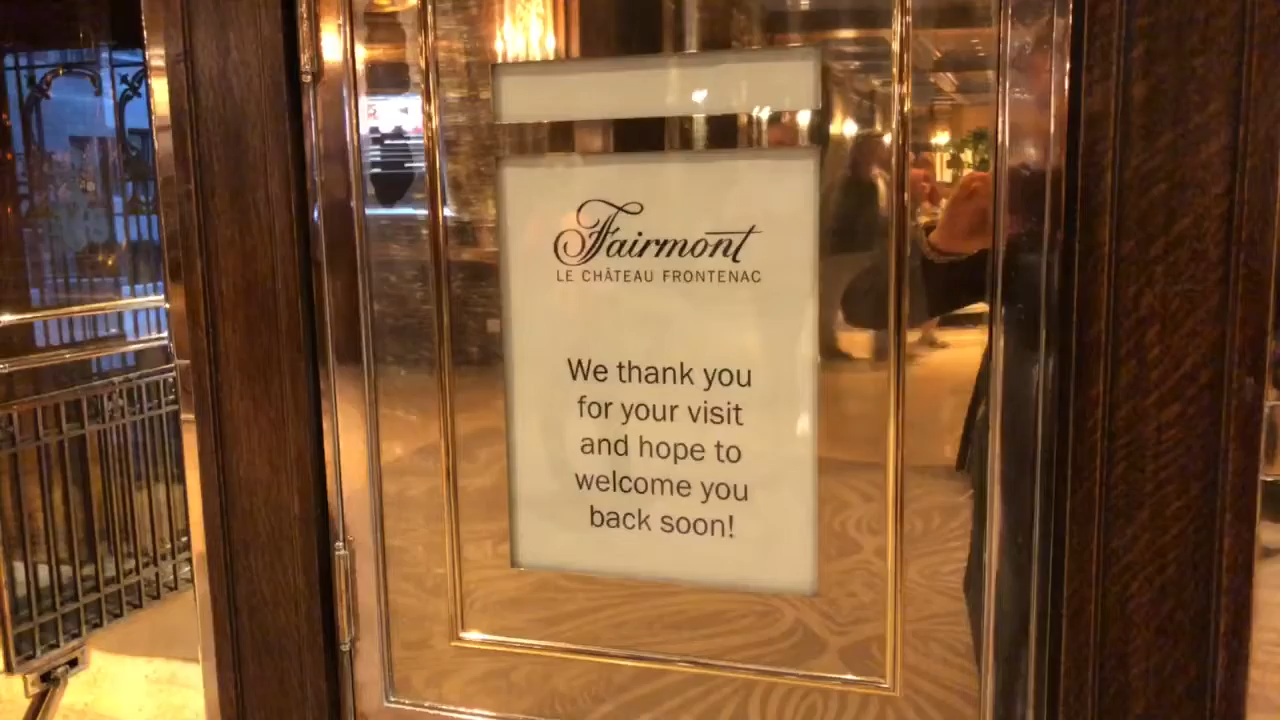 Fairmont
LE CHÂTEAU FRONTENAC
We thank you
for your visit
and hope to
welcome you
back soon!